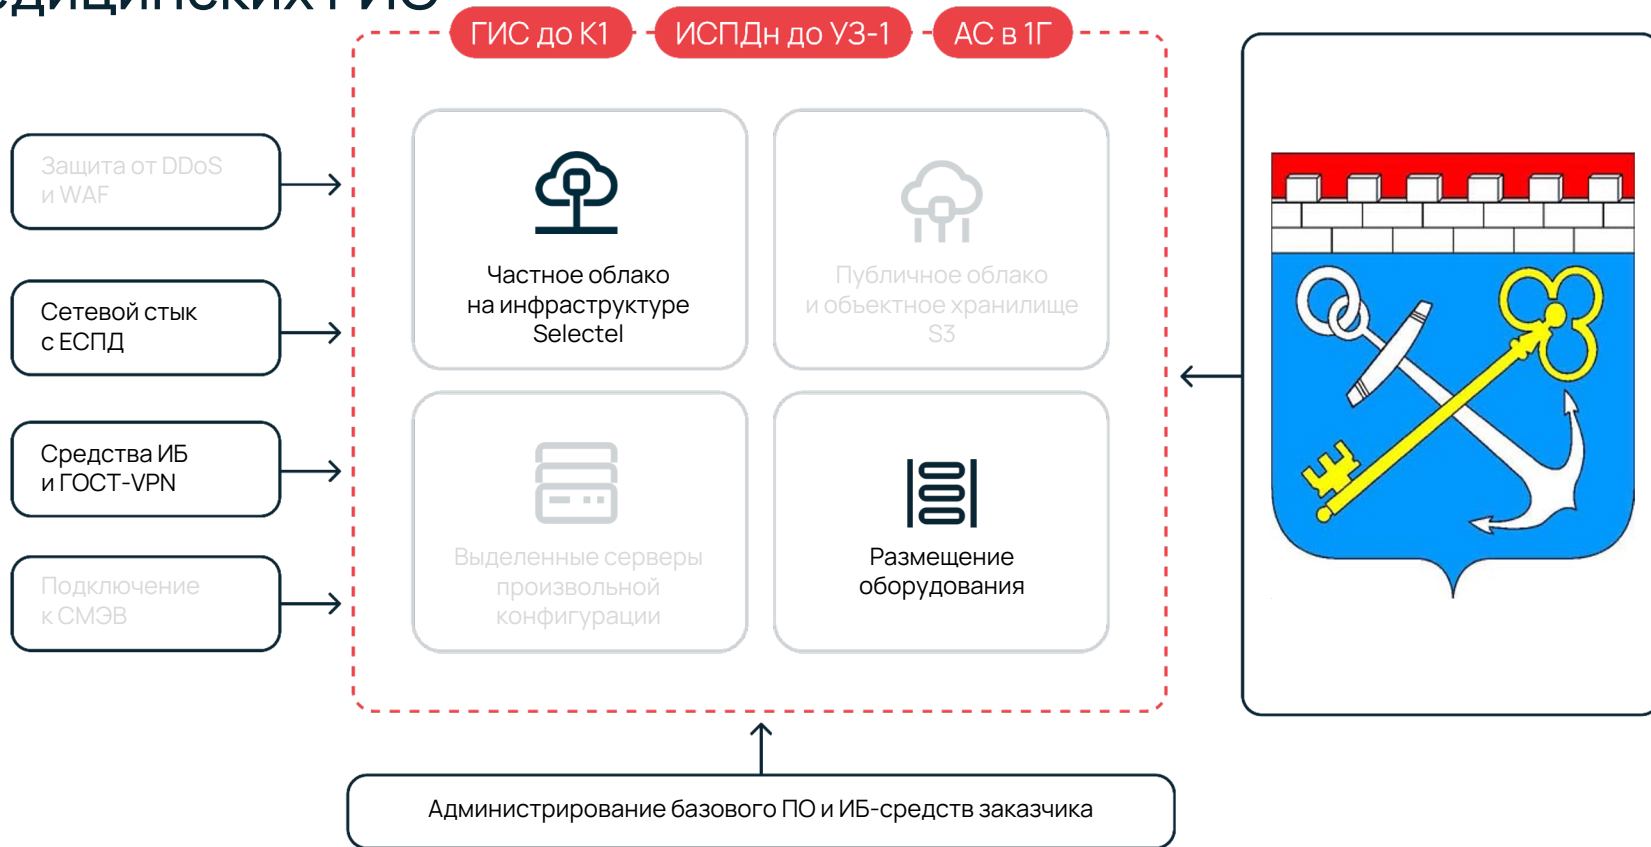 ГИС до К1
ИСПДн до УЗ-1
АС в 1Г
Защита от DDoS
и WAF
Сетевой стык
с ЕСПД
Средства ИБ
и ГОСТ-VPN
Подключение
к СМЭВ
Частное облако
на инфраструктуре
Selectel
Публичное облако
и объектное хранилище
S3
Выделенные серверы
произвольной
конфигурации
Размещение
оборудования
Администрирование базового ПО и ИБ-средств заказчика